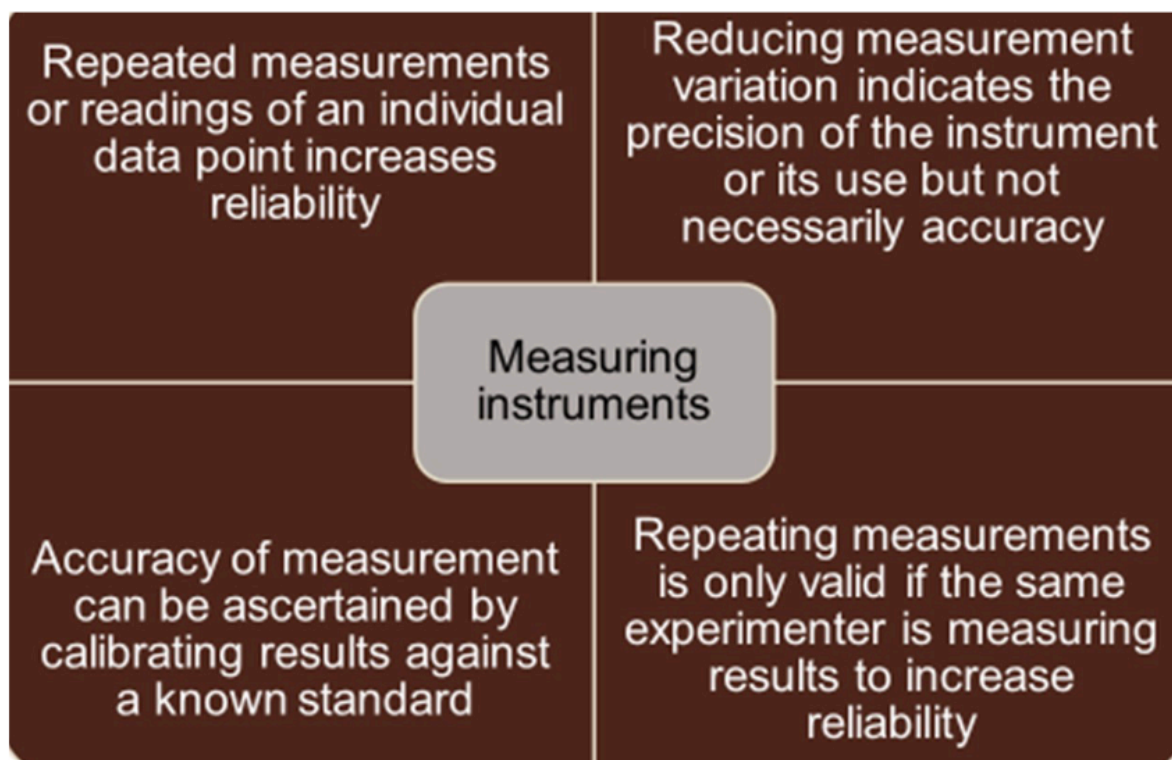 Repeated measurements
or readings of an individual
data point increases
reliability
Reducing measurement
variation indicates the
precision of the instrument
or its use but not
necessarily accuracy
Measuring
instruments
Accuracy of measurement
can be ascertained by
calibrating results against
a known standard
Repeating measurements
is only valid if the same
experimenter is measuring
results to increase
reliability